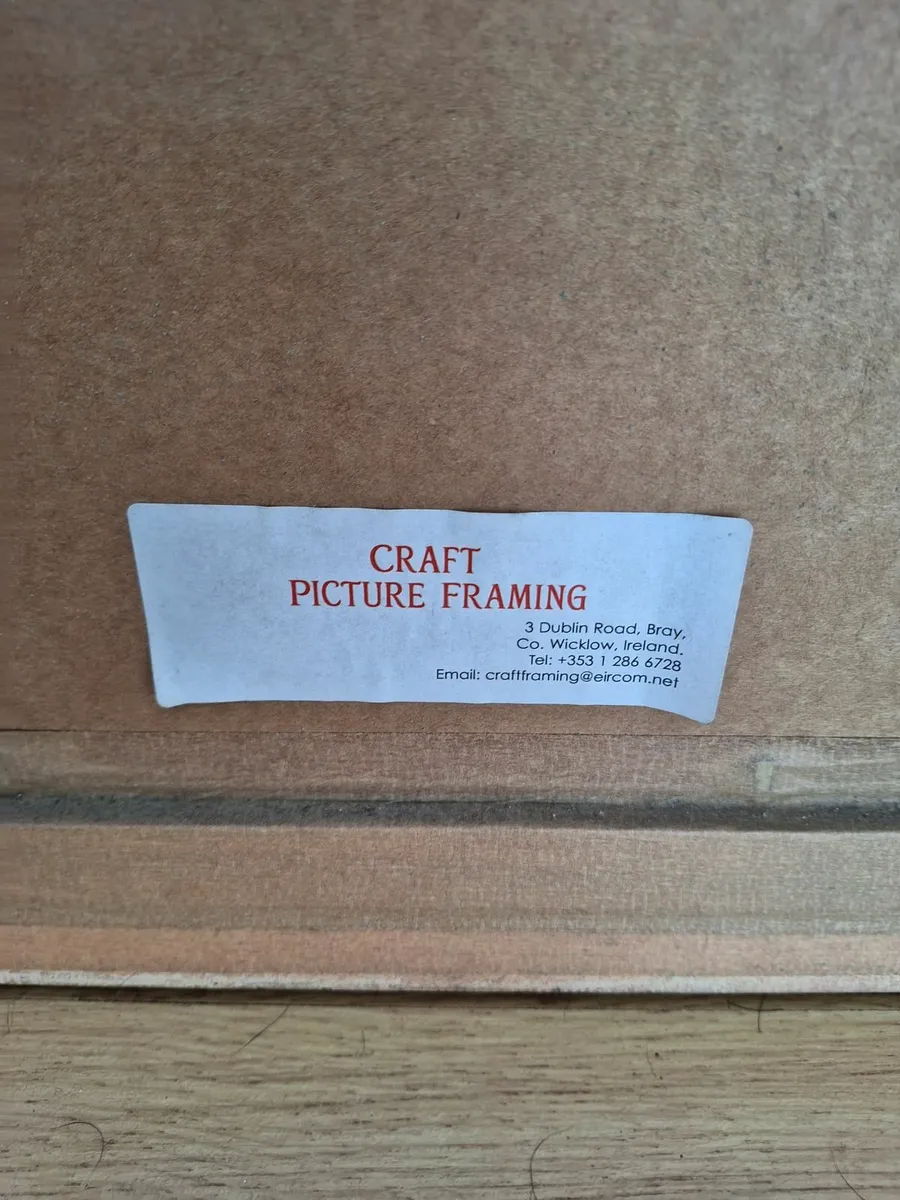 CRAFT
PICTURE FRAMING
3 Dublin Road, Bray,
Co. Wicklow, Ireland.
Tel: +353 1 286 6728
Email: craftframing@eircom.net